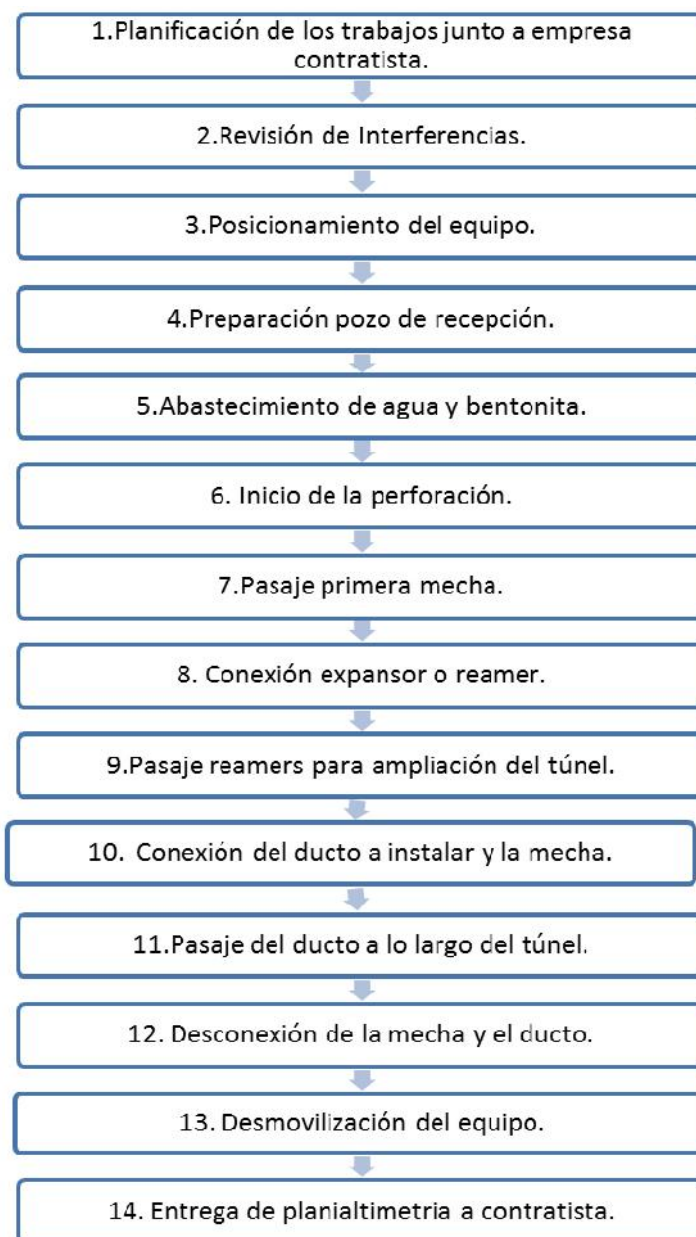 1.Planificación de los trabajos junto a empresa
contratista.
2.Revisión de Interferencias.
3.Posicionamiento del equipo.
4.Preparación pozo de recepción.
5.Abastecimiento de agua y bentonita.
6. Inicio de la perforación.
7.Pasaje primera mecha.
8. Conexión expansor o reamer.
9.Pasaje reamers para ampliación del túnel.
10. Conexión del ducto a instalar y la mecha.
11.Pasaje del ducto a lo largo del túnel.
12. Desconexión de la mecha y el ducto.
13. Desmovilización del equipo.
14. Entrega de planialtimetria a contratista.